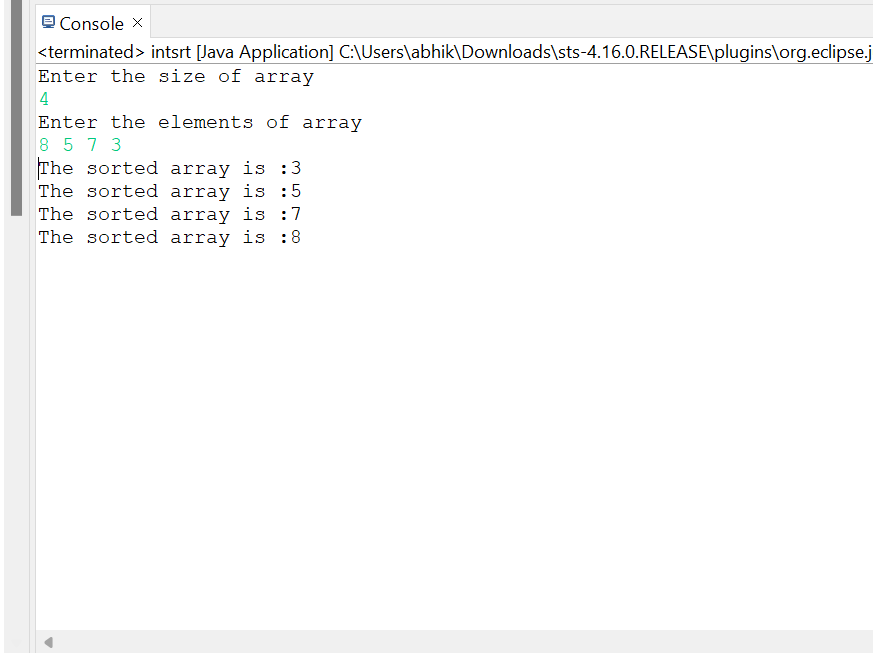 Console
<terminated> intsrt [Java Application] C:\Users\abhik\Downloads\sts-4.16.0.RELEASE\plugins\org.eclipse.j
Enter the size of array
4
Enter the elements of array
8 5 7 3
The sorted array is :3
The sorted array is :5
The sorted array is :7
The sorted array is :8